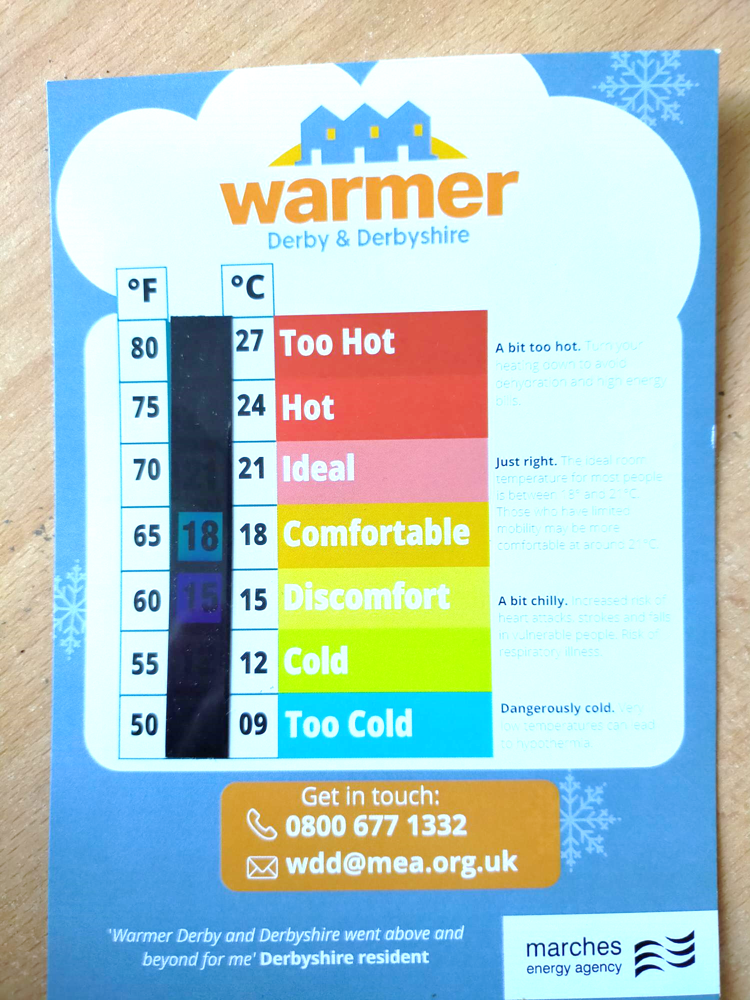 warmer
Derby & Derbyshire
°F °C
80 27 Too Hot
75 24 Hot
70 21 Ideal
65 18 18 Comfortable
60 15 15 Discomfort
55 12 Cold
50 09 Too Cold
A bit too hot. Turn your
heating down to avoid
dehydration and high energy
bills.
Just right. The ideal room
temperature for most people
is between 18° and 21°C.
Those who have limited
mobility may be more
comfortable at around 21°C.
A bit chilly. Increased risk of
heart attacks, strokes and falls
in vulnerable people. Risk of
respiratory illness.
Dangerously cold. Very
low temperatures can lead
to hypothermia.
Get in touch:
0800 677 1332
wdd@mea.org.uk
'Warmer Derby and Derbyshire went above and
beyond for me' Derbyshire resident
marches
energy agency